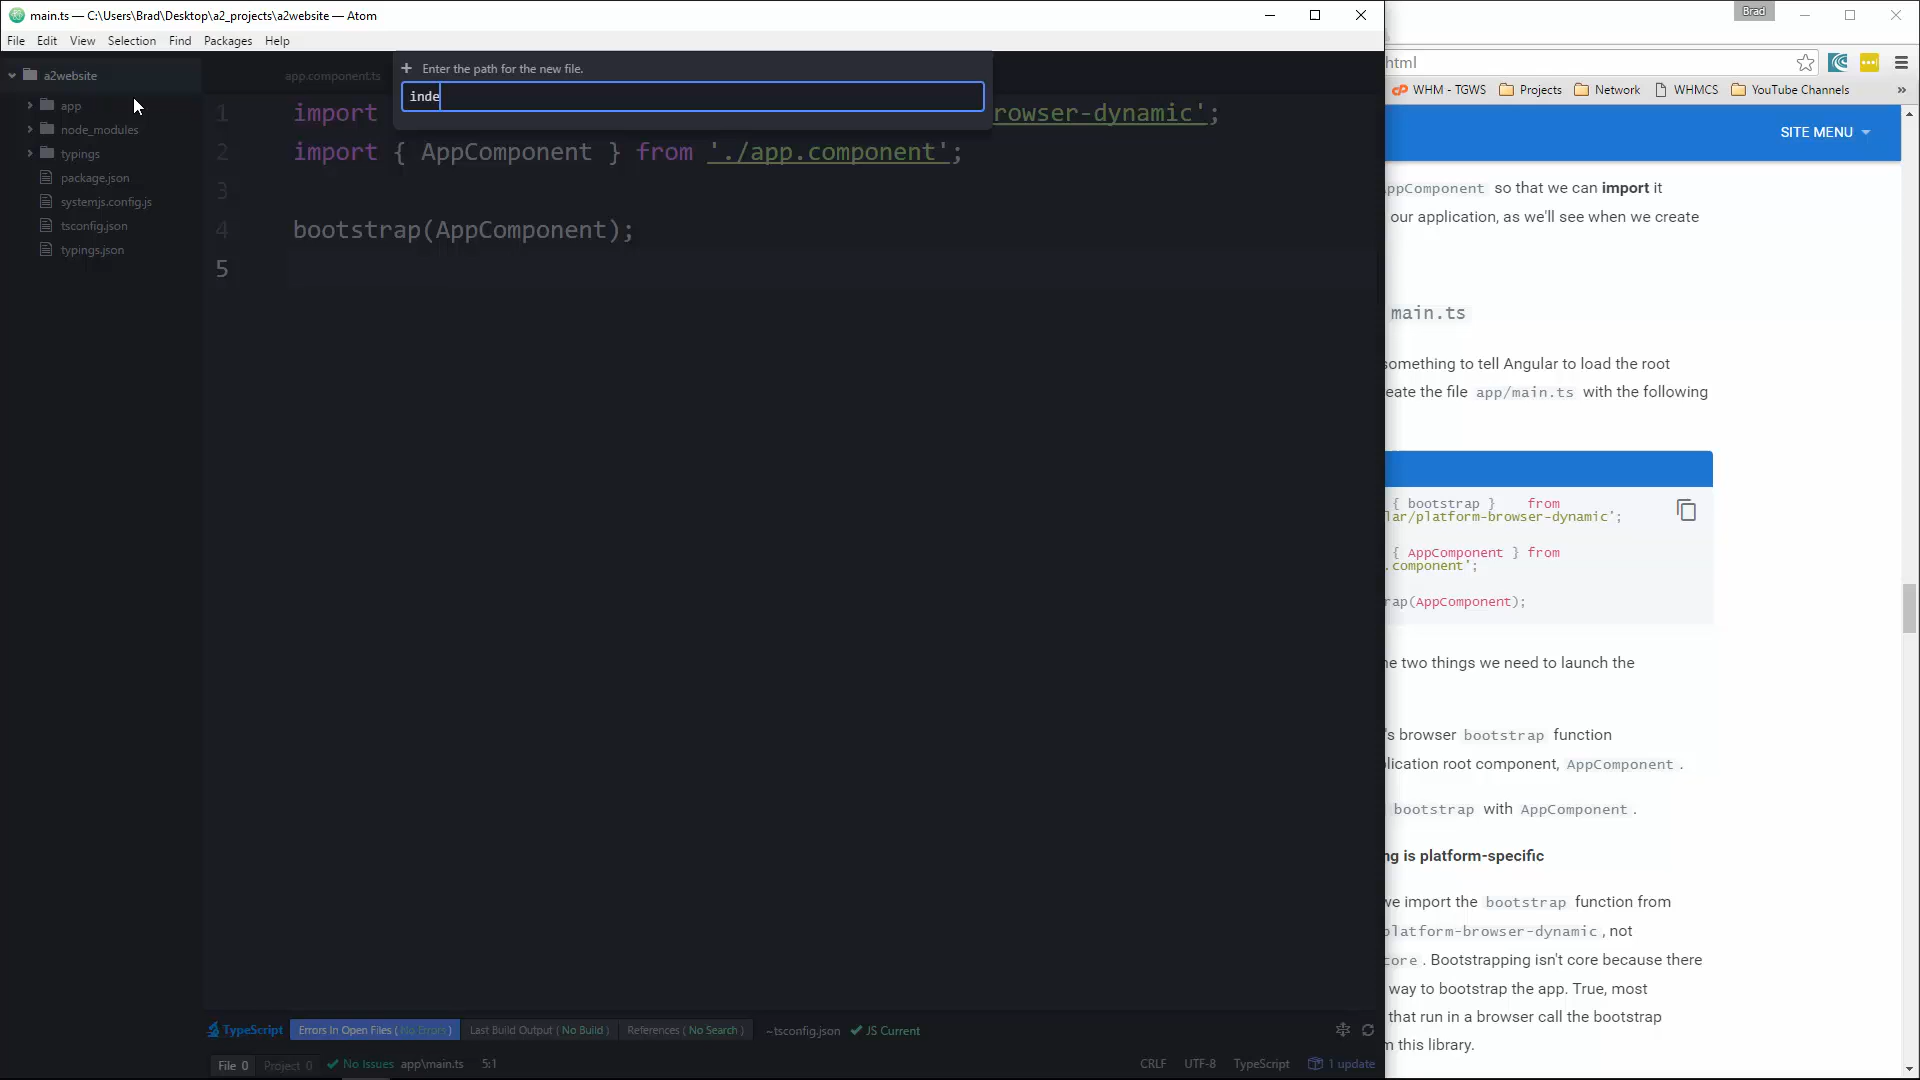 main.ts — C:\Users\Brad\Desktop\a2_projects\a2website — Atom
Brad
File Edit View Selection Find Packages Help
html
WHM - TGWS Projects Network WHMCS YouTube Channels »
a2website
app
node_modules
typings
package.json
systemjs.config.js
tsconfig.json
typings.json
app.component.ts
Enter the path for the new file.
inde
1 import rowser-dynamic';
2 import { AppComponent } from './app.component';
3
4 bootstrap(AppComponent);
5
SITE MENU
ppComponent so that we can import it
our application, as we'll see when we create
main.ts
something to tell Angular to load the root
eate the file app/main.ts with the following
{ bootstrap } from
lar/platform-browser-dynamic';
{ AppComponent } from
.component';
rap(AppComponent);
ne two things we need to launch the
's browser bootstrap function
lication root component, AppComponent .
bootstrap with AppComponent .
ng is platform-specific
we import the bootstrap function from
platform-browser-dynamic , not
core . Bootstrapping isn't core because there
way to bootstrap the app. True, most
that run in a browser call the bootstrap
m this library.
TypeScript Errors In Open Files ( No Errors ) Last Build Output ( No Build ) References ( No Search ) ~tsconfig.json JS Current
File 0 Project 0 No Issues app\main.ts 5:1 CRLF UTF-8 TypeScript 1 update